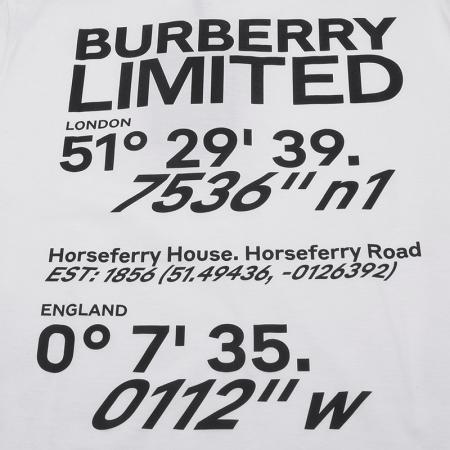 BURBERRY
LIMITED
LONDON
51° 29' 39.
7536" n1
Horseferry House. Horseferry Road
EST: 1856 (51.49436, -0126392)
ENGLAND
0° 7' 35.
0112" w